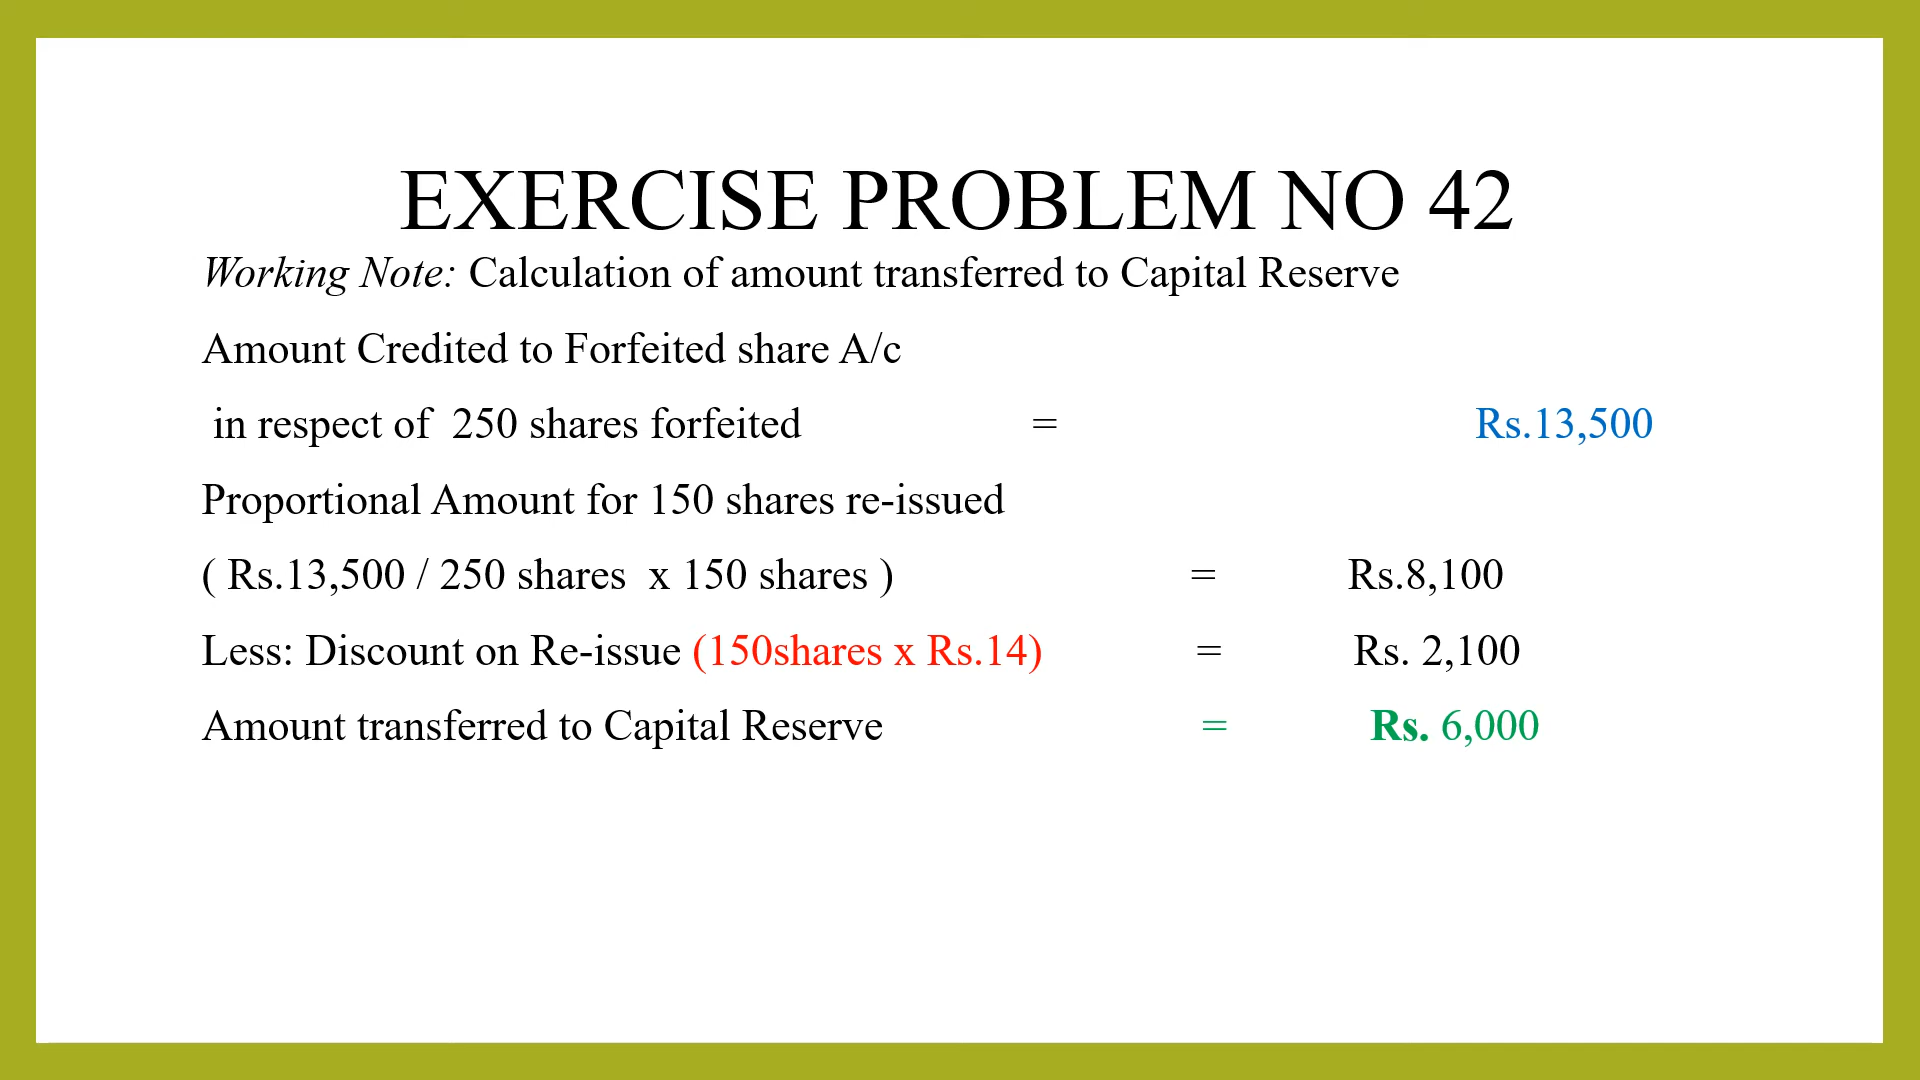 EXERCISE PROBLEM NO 42
Working Note: Calculation of amount transferred to Capital Reserve
Amount Credited to Forfeited share A/c
in respect of 250 shares forfeited = Rs.13,500
Proportional Amount for 150 shares re-issued
( Rs.13,500 / 250 shares x 150 shares ) = Rs.8,100
Less: Discount on Re-issue (150shares x Rs.14) = Rs. 2,100
Amount transferred to Capital Reserve = Rs. 6,000